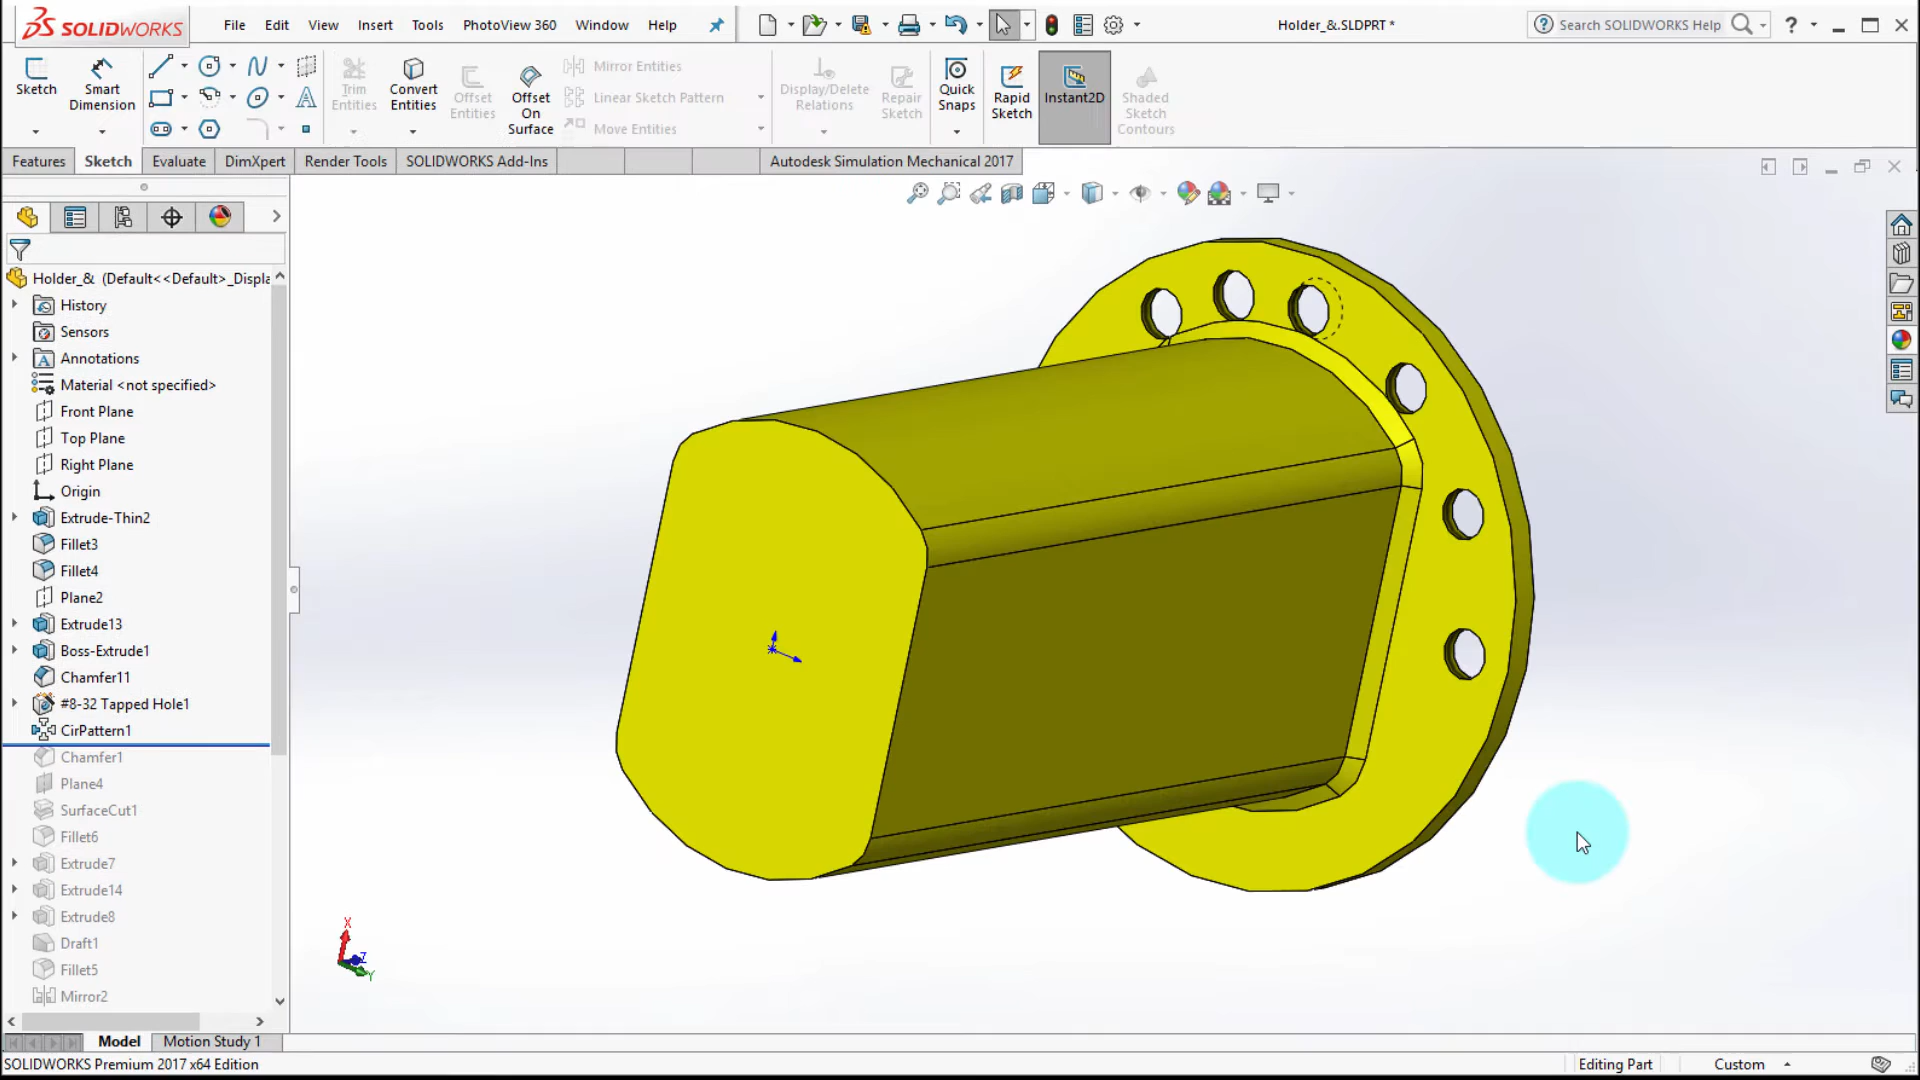 SOLIDWORKS
File Edit View Insert Tools PhotoView 360 Window Help
Holder_&.SLDPRT *
Search SOLIDWORKS Help
Sketch
Smart Dimension
Trim Entities
Convert Entities
Offset Entities
Offset On Surface
Mirror Entities
Linear Sketch Pattern
Move Entities
Display/Delete Relations
Repair Sketch
Quick Snaps
Rapid Sketch
Instant2D
Shaded Sketch Contours
Features Sketch Evaluate DimXpert Render Tools SOLIDWORKS Add-Ins Autodesk Simulation Mechanical 2017
Holder_& (Default<<Default>_Displa
History
Sensors
Annotations
Material <not specified>
Front Plane
Top Plane
Right Plane
Origin
Extrude-Thin2
Fillet3
Fillet4
Plane2
Extrude13
Boss-Extrude1
Chamfer11
#8-32 Tapped Hole1
CirPattern1
Chamfer1
Plane4
SurfaceCut1
Fillet6
Extrude7
Extrude14
Extrude8
Draft1
Fillet5
Mirror2
X
Z
Y
Model Motion Study 1
SOLIDWORKS Premium 2017 x64 Edition
Editing Part Custom